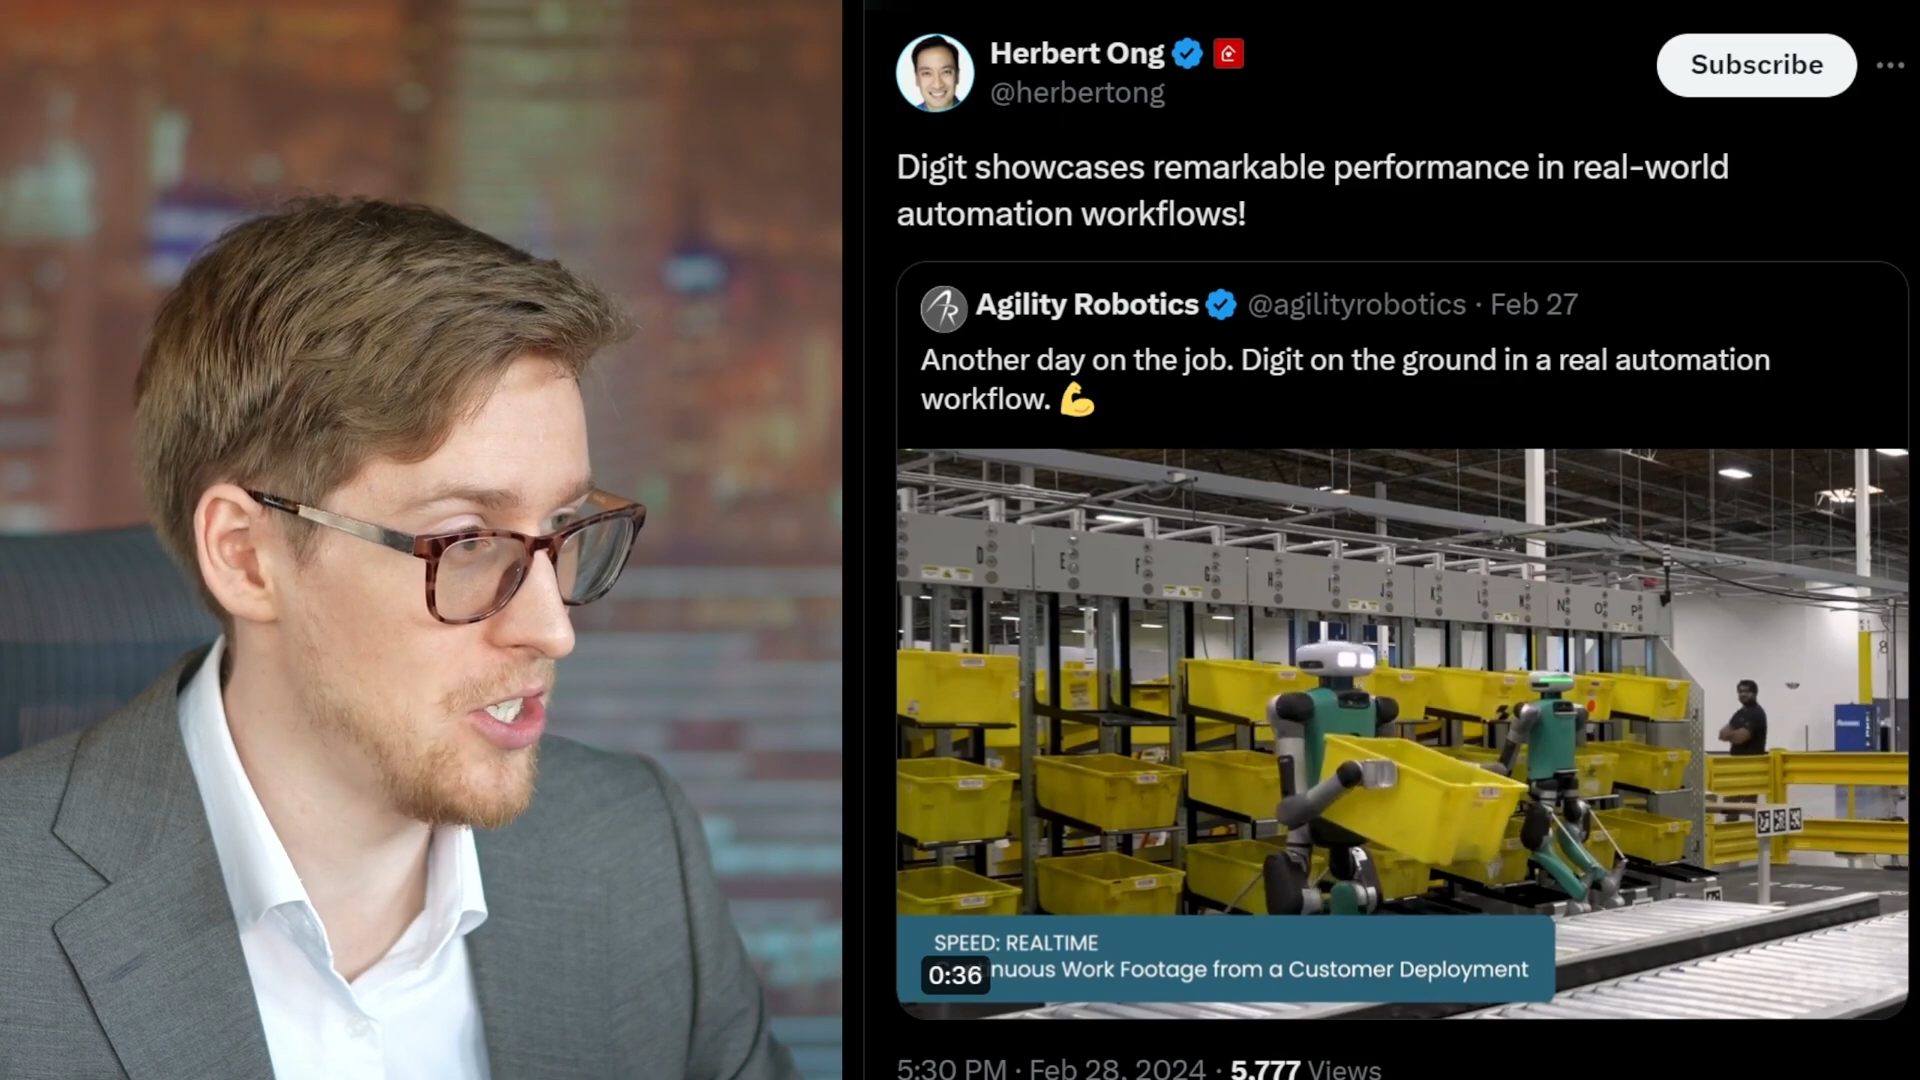 Herbert Ong
@herbertong
Subscribe
Digit showcases remarkable performance in real-world
automation workflows!
Agility Robotics @agilityrobotics · Feb 27
Another day on the job. Digit on the ground in a real automation
workflow. 💪
D E F G H I J K L M N O P
SPEED: REALTIME
Work Footage from a Customer Deployment
0:36
5:30 PM · Feb 28, 2024 · 5,777 Views